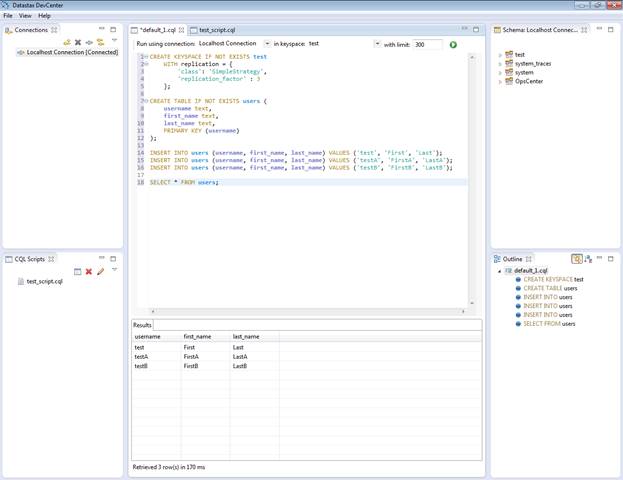 Datastax DevCenter
File View Help
Connections
Localhost Connection [Connected]
*default_1.cql
test_script.cql
Run using connection: Localhost Connection in keyspace: test with limit: 300
1 CREATE KEYSPACE IF NOT EXISTS test
2 WITH replication = {
3 'class': 'SimpleStrategy',
4 'replication_factor' : 3
5 };
6
7 CREATE TABLE IF NOT EXISTS users (
8 username text,
9 first_name text,
10 last_name text,
11 PRIMARY KEY (username)
12 );
13
14 INSERT INTO users (username, first_name, last_name) VALUES ('test', 'First', 'Last');
15 INSERT INTO users (username, first_name, last_name) VALUES ('testA', 'FirstA', 'LastA');
16 INSERT INTO users (username, first_name, last_name) VALUES ('testB', 'FirstB', 'LastB');
17
18 SELECT * FROM users;
Schema: Localhost Connec...
test
system_traces
system
OpsCenter
CQL Scripts
test_script.cql
Outline
default_1.cql
CREATE KEYSPACE test
CREATE TABLE users
INSERT INTO users
INSERT INTO users
INSERT INTO users
SELECT FROM users
Results
username first_name last_name
test First Last
testA FirstA LastA
testB FirstB LastB
Retrieved 3 row(s) in 170 ms